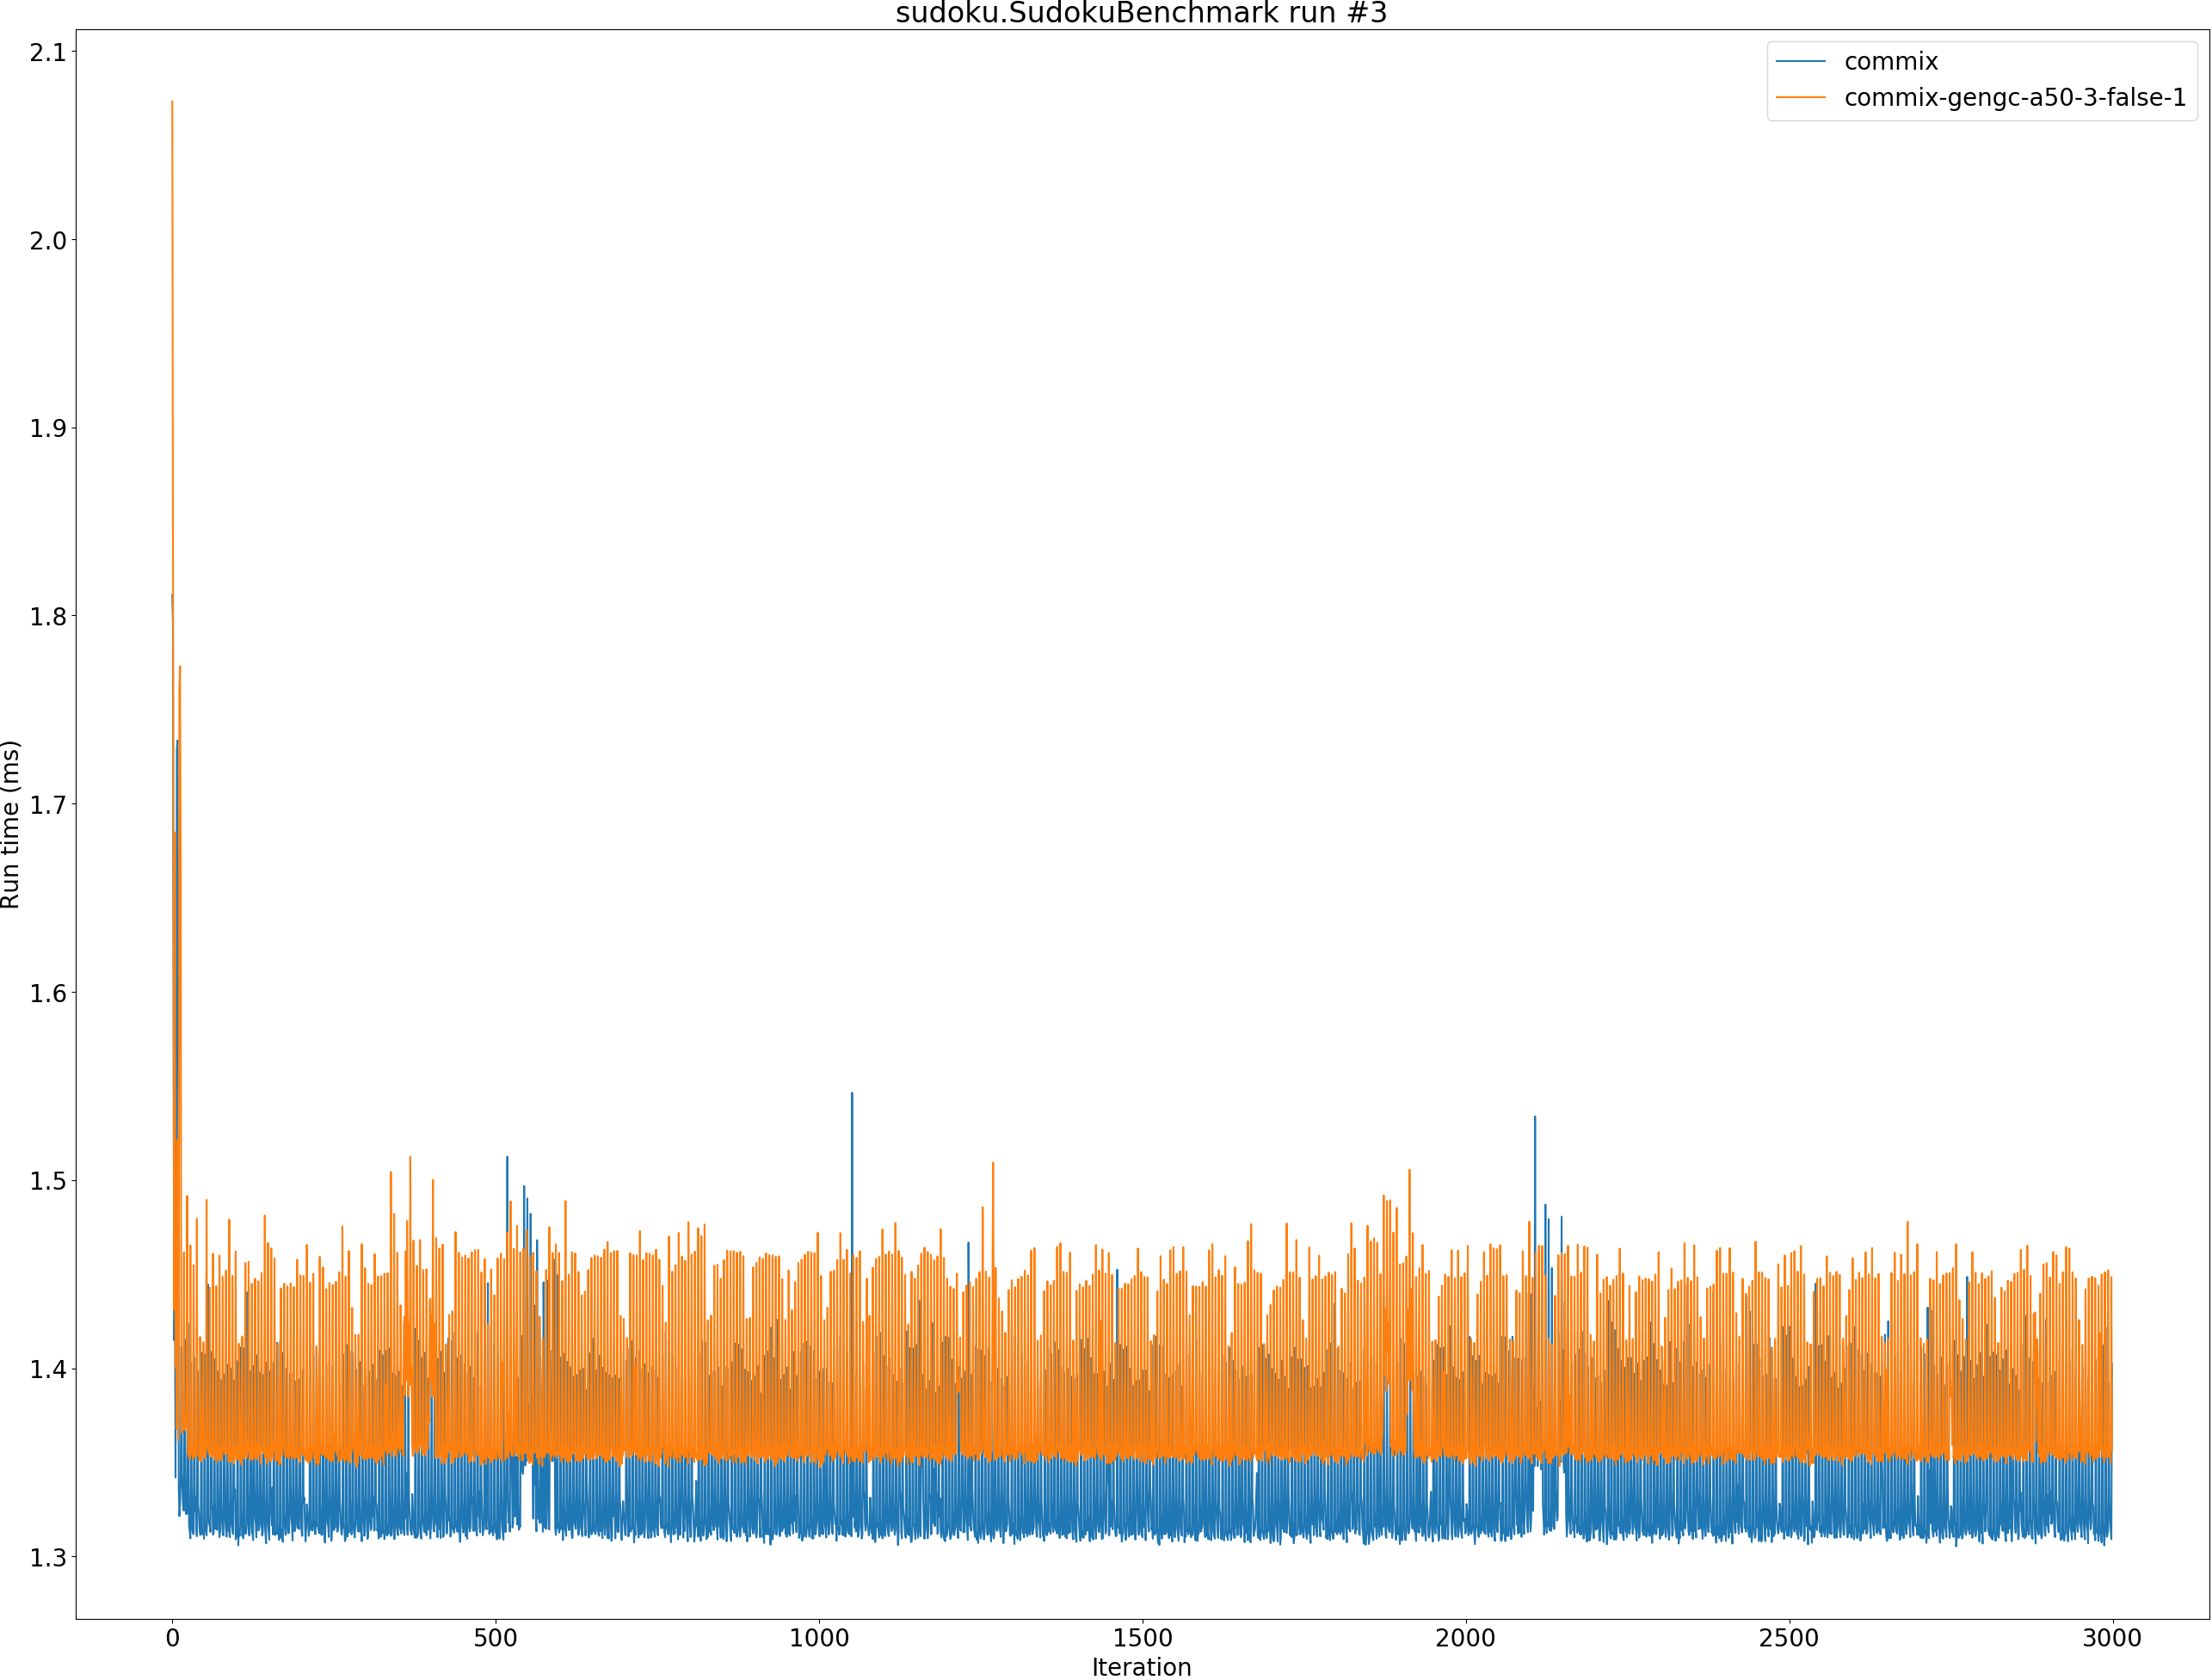 sudoku.SudokuBenchmark run #3
commix
commix-gengc-a50-3-false-1
Run time (ms)
2.1
2.0
1.9
1.8
1.7
1.6
1.5
1.4
1.3
0 500 1000 1500 2000 2500 3000
Iteration